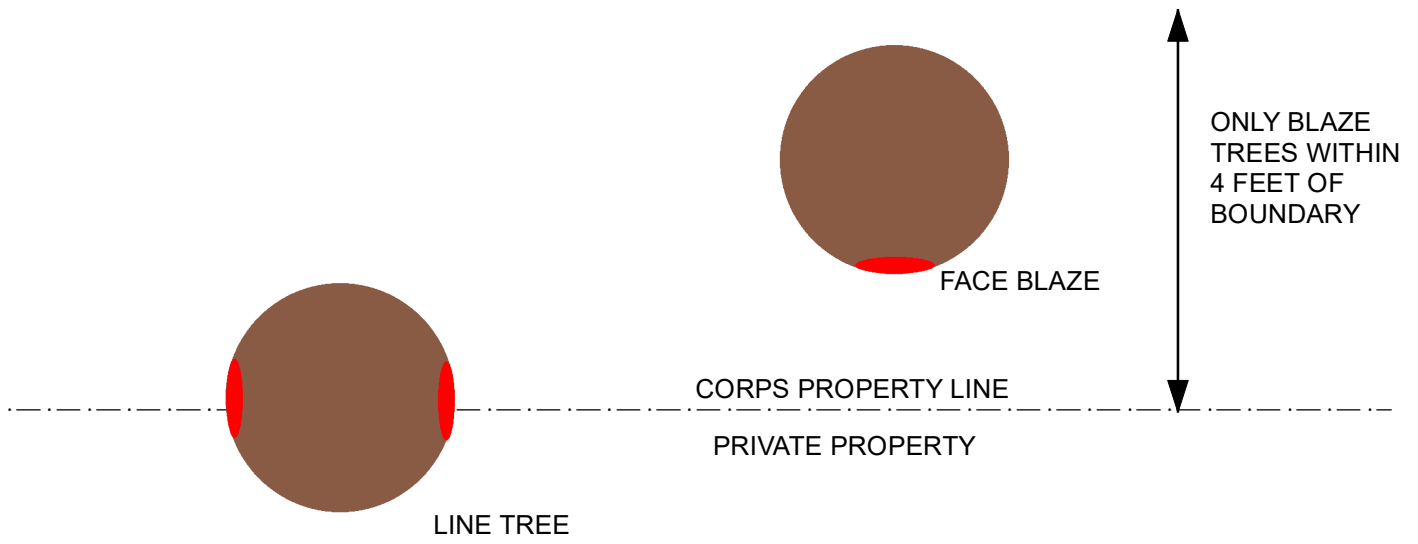 ONLY BLAZE
TREES WITHIN
4 FEET OF
BOUNDARY
FACE BLAZE
CORPS PROPERTY LINE
PRIVATE PROPERTY
LINE TREE